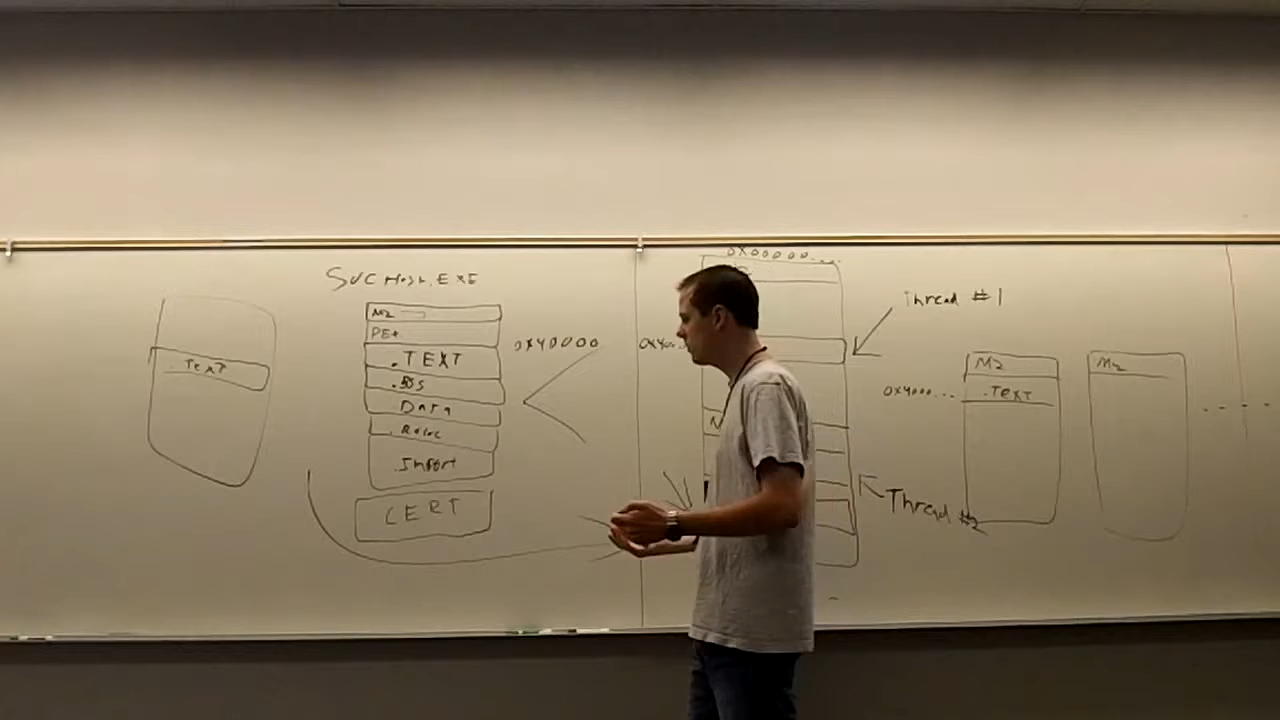 SVCHost.EXE
MZ
PE+
.TEXT
.BSS
Data
.Reloc
.Import
CERT
.Text
0x40000
0x00000....
0x40...
Thread #1
Thread #2
MZ
0x4000...
.Text
MZ